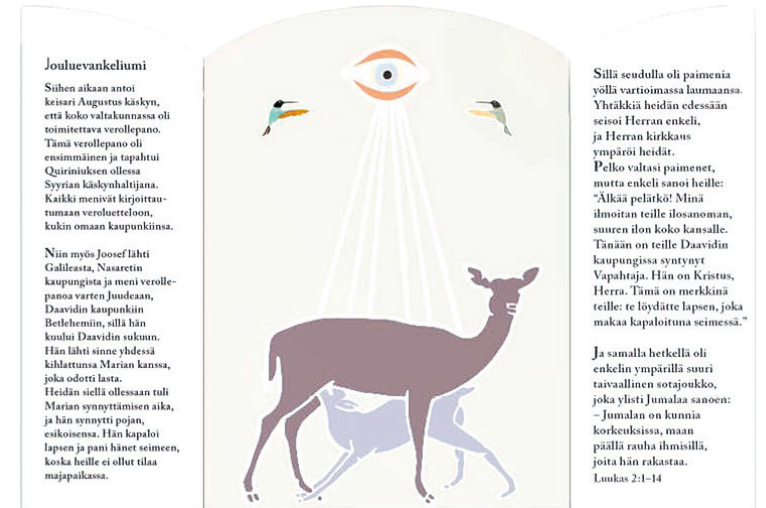 Jouluevankeliumi
Siihen aikaan antoi
keisari Augustus käskyn,
että koko valtakunnassa oli
toimitettava verollepano.
Tämä verollepano oli
ensimmäinen ja tapahtui
Quiriniuksen ollessa
Syyrian käskynhaltijana.
Kaikki menivät kirjoittau-
tumaan veroluetteloon,
kukin omaan kaupunkiinsa.
Niin myös Joosef lähti
Galileasta, Nasaretin
kaupungista ja meni verolle-
panoa varten Juudeaan,
Daavidin kaupunkiin
Betlehemiin, sillä hän
kuului Daavidin sukuun.
Hän lähti sinne yhdessä
kihlattunsa Marian kanssa,
joka odotti lasta.
Heidän siellä ollessaan tuli
Marian synnyttämisen aika,
ja hän synnytti pojan,
esikoisensa. Hän kapaloi
lapsen ja pani hänet seimeen,
koska heille ei ollut tilaa
majapaikassa.
Sillä seudulla oli paimenia
yöllä vartioimassa laumaansa.
Yhtäkkiä heidän edessään
seisoi Herran enkeli,
ja Herran kirkkaus
ympäröi heidät.
Pelko valtasi paimenet,
mutta enkeli sanoi heille:
"Älkää pelätkö! Minä
ilmoitan teille ilosanoman,
suuren ilon koko kansalle.
Tänään on teille Daavidin
kaupungissa syntynyt
Vapahtaja. Hän on Kristus,
Herra. Tämä on merkkinä
teille: te löydätte lapsen, joka
makaa kapaloituna seimessä."
Ja samalla hetkellä oli
enkelin ympärillä suuri
taivaallinen sotajoukko,
joka ylisti Jumalaa sanoen:
– Jumalan on kunnia
korkeuksissa, maan
päällä rauha ihmisillä,
joita hän rakastaa.
Luukas 2:1–14